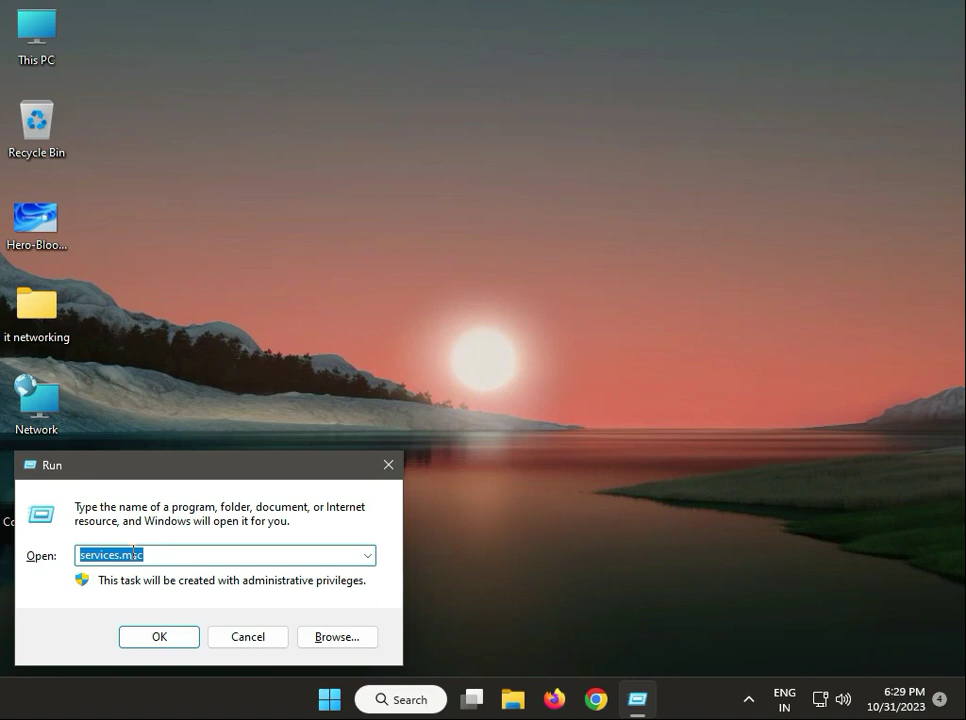 This PC
Recycle Bin
Hero-Bloo...
it networking
Network
Run
Type the name of a program, folder, document, or Internet
resource, and Windows will open it for you.
Open:
services.msc
This task will be created with administrative privileges.
OK
Cancel
Browse...
Search
ENG
IN
6:29 PM
10/31/2023
4